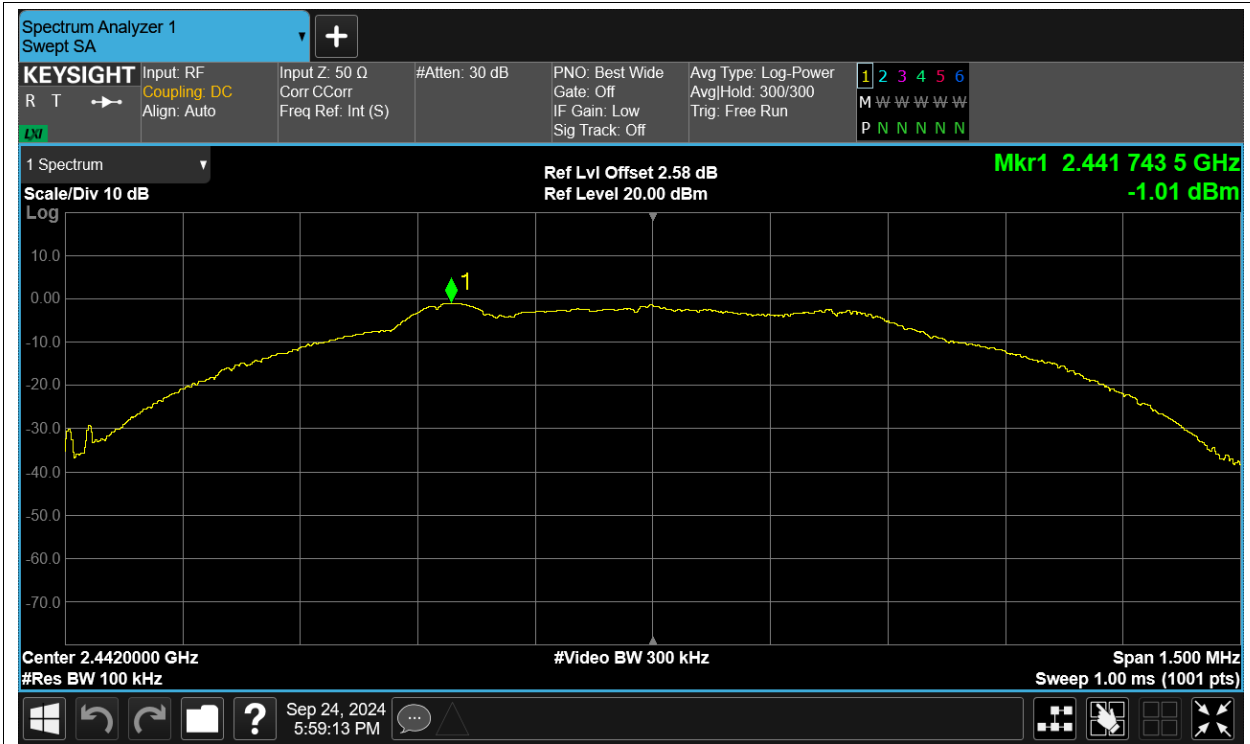 Spectrum Analyzer 1
Swept SA
KEYSIGHT
R T
LXI
Input: RF
Coupling: DC
Align: Auto
Input Z: 50 Ω
Corr CCorr
Freq Ref: Int (S)
#Atten: 30 dB
PNO: Best Wide
Gate: Off
IF Gain: Low
Sig Track: Off
Avg Type: Log-Power
Avg|Hold: 300/300
Trig: Free Run
1 2 3 4 5 6
M W W W W W
P N N N N N
1 Spectrum
Scale/Div 10 dB
Log
Ref Lvl Offset 2.58 dB
Ref Level 20.00 dBm
Mkr1 2.441 743 5 GHz
-1.01 dBm
1
10.0
0.00
-10.0
-20.0
-30.0
-40.0
-50.0
-60.0
-70.0
Center 2.4420000 GHz
#Res BW 100 kHz
#Video BW 300 kHz
Span 1.500 MHz
Sweep 1.00 ms (1001 pts)
?
Sep 24, 2024
5:59:13 PM